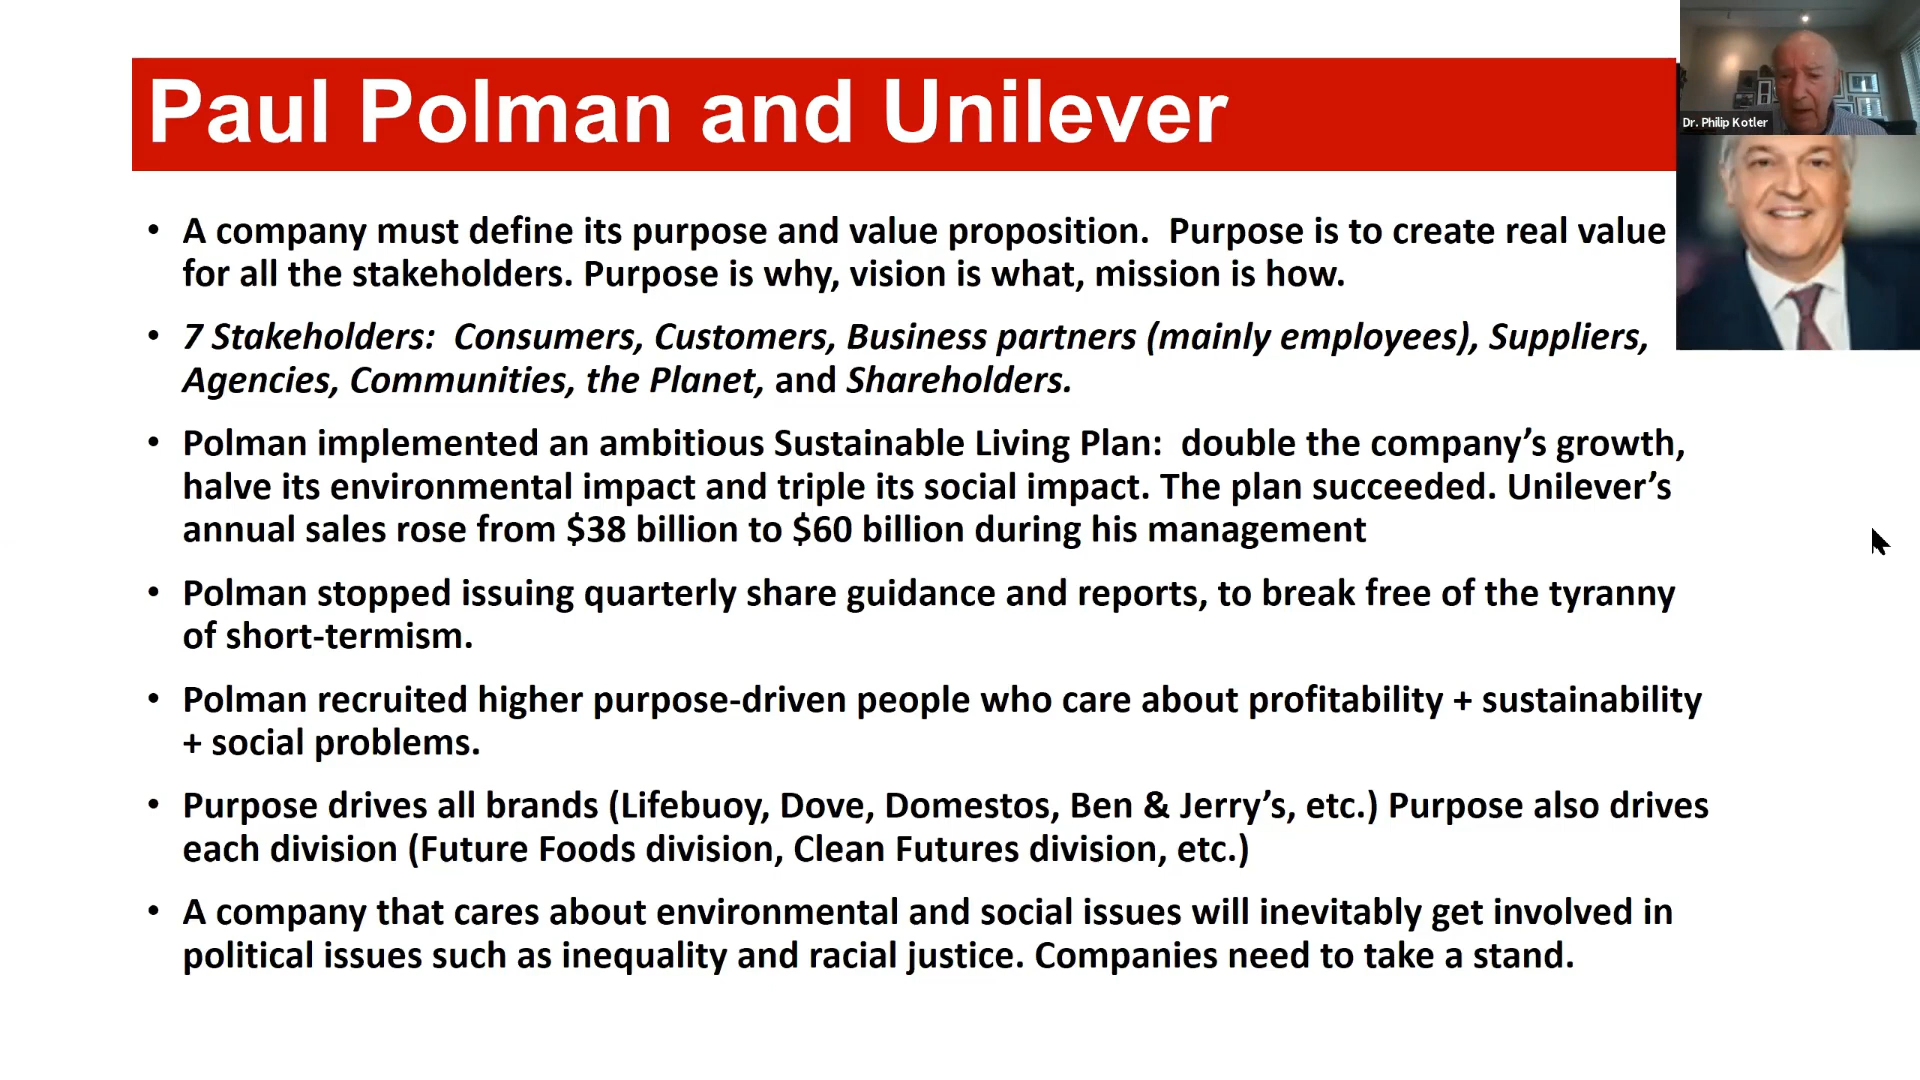 Paul Polman and Unilever
Dr. Philip Kotler
• A company must define its purpose and value proposition.  Purpose is to create real value
for all the stakeholders. Purpose is why, vision is what, mission is how.
• 7 Stakeholders:  Consumers, Customers, Business partners (mainly employees), Suppliers,
Agencies, Communities, the Planet, and Shareholders.
• Polman implemented an ambitious Sustainable Living Plan:  double the company’s growth,
halve its environmental impact and triple its social impact. The plan succeeded. Unilever’s
annual sales rose from $38 billion to $60 billion during his management
• Polman stopped issuing quarterly share guidance and reports, to break free of the tyranny
of short-termism.
• Polman recruited higher purpose-driven people who care about profitability + sustainability
+ social problems.
• Purpose drives all brands (Lifebuoy, Dove, Domestos, Ben & Jerry’s, etc.) Purpose also drives
each division (Future Foods division, Clean Futures division, etc.)
• A company that cares about environmental and social issues will inevitably get involved in
political issues such as inequality and racial justice. Companies need to take a stand.